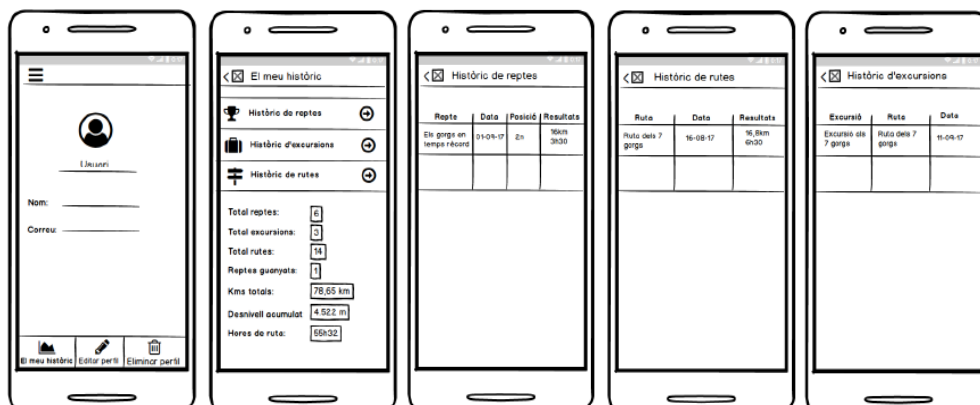 Usuari
Nom:
Correu:
El meu històric
Editar perfil
Eliminar perfil
El meu històric
Històric de reptes
Històric d'excursions
Històric de rutes
Total reptes: 6
Total excursions: 3
Total rutes: 14
Reptes guanyats: 1
Kms totals: 78,65 km
Desnivell acumulat 4.522 m
Hores de ruta: 55h32
Històric de reptes
Repte Data Posició Resultats
Els gorgs en 01-09-17 2n 16km
temps rècord 3h30
Històric de rutes
Ruta Data Resultats
Ruta dels 7 16-08-17 16,8km
gorgs 6h30
Històric d'excursions
Excursió Ruta Data
Excursió als Ruta dels 7 11-09-17
7 gorgs gorgs